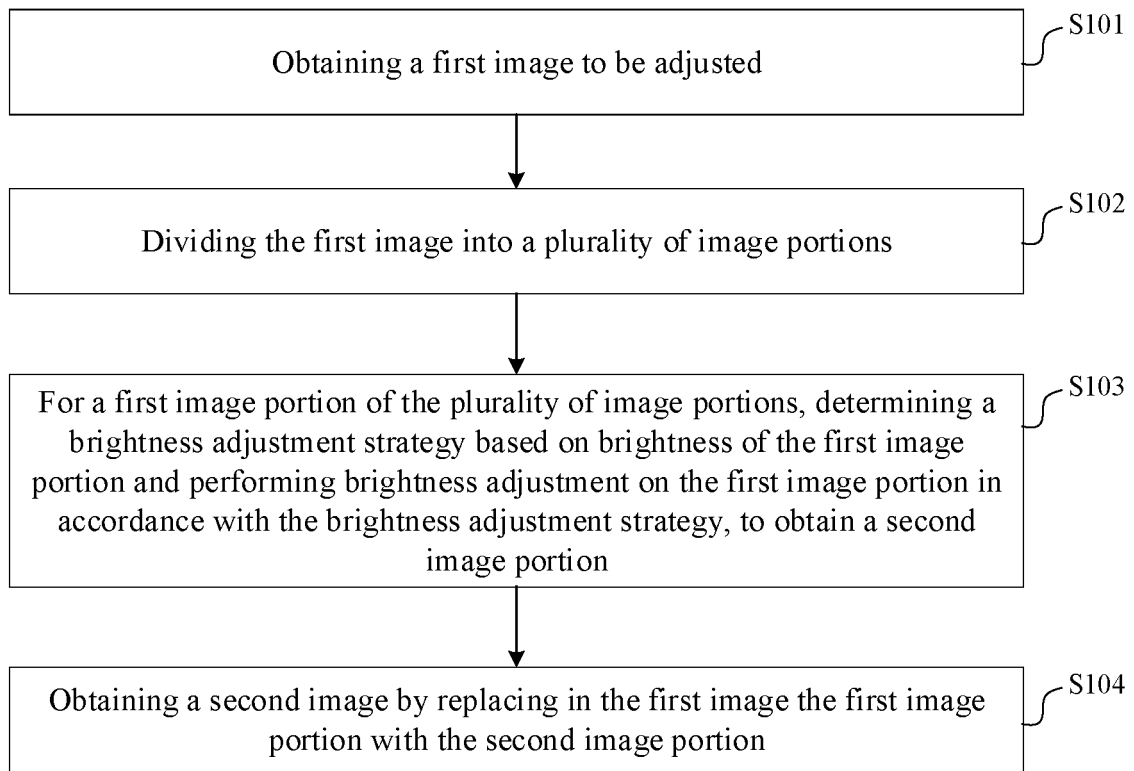 Obtaining a first image to be adjusted
S101
Dividing the first image into a plurality of image portions
S102
For a first image portion of the plurality of image portions, determining a
brightness adjustment strategy based on brightness of the first image
portion and performing brightness adjustment on the first image portion in
accordance with the brightness adjustment strategy, to obtain a second
image portion
S103
Obtaining a second image by replacing in the first image the first image
portion with the second image portion
S104